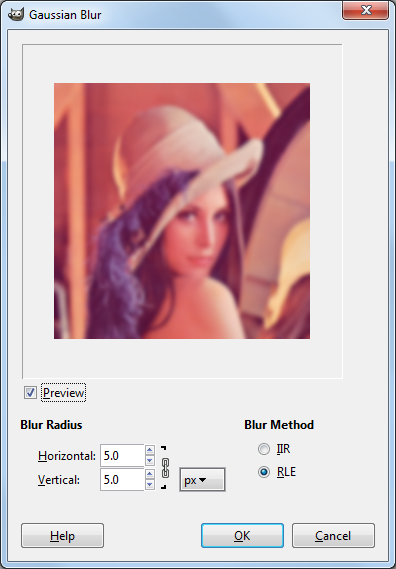 Gaussian Blur
Preview
Blur Radius
Horizontal: 5.0
Vertical: 5.0
px
Blur Method
IIR
RLE
Help
OK
Cancel